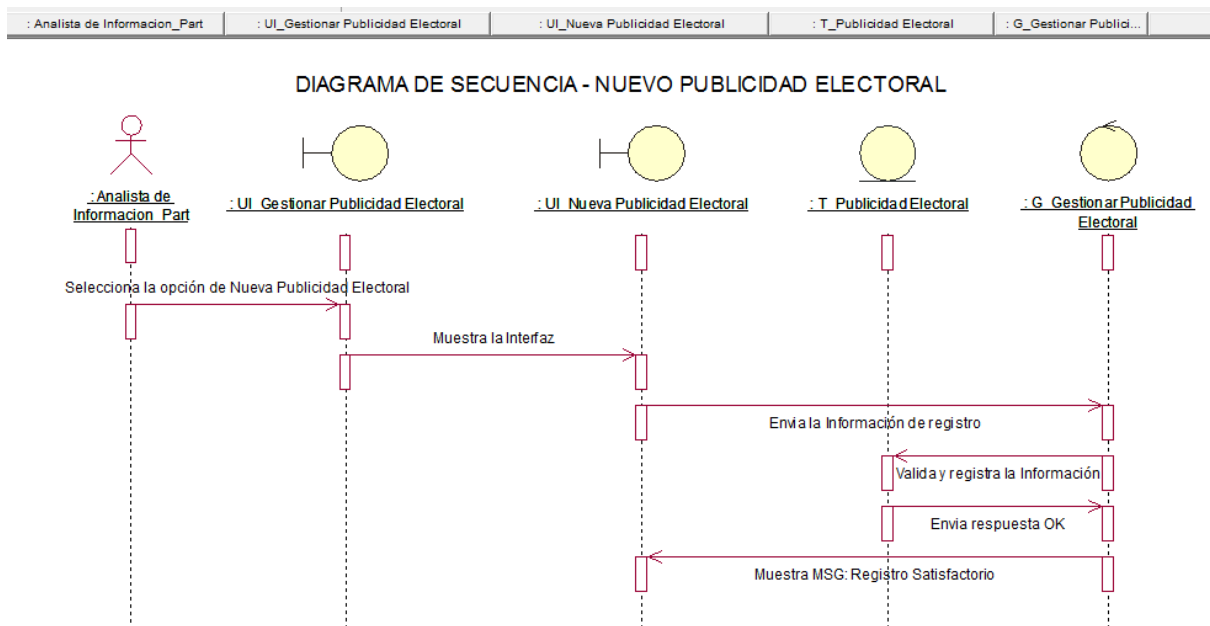 : Analista de Informacion_Part
: UI_Gestionar Publicidad Electoral
: UI_Nueva Publicidad Electoral
: T_Publicidad Electoral
: G_Gestionar Publici...
DIAGRAMA DE SECUENCIA - NUEVO PUBLICIDAD ELECTORAL
: Analista de
Informacion_Part
: UI_Gestionar Publicidad Electoral
: UI_Nueva Publicidad Electoral
: T_Publicidad Electoral
: G_Gestionar Publicidad
Electoral
Selecciona la opción de Nueva Publicidad Electoral
Muestra la Interfaz
Envia la Información de registro
Valida y registra la Información
Envia respuesta OK
Muestra MSG: Registro Satisfactorio